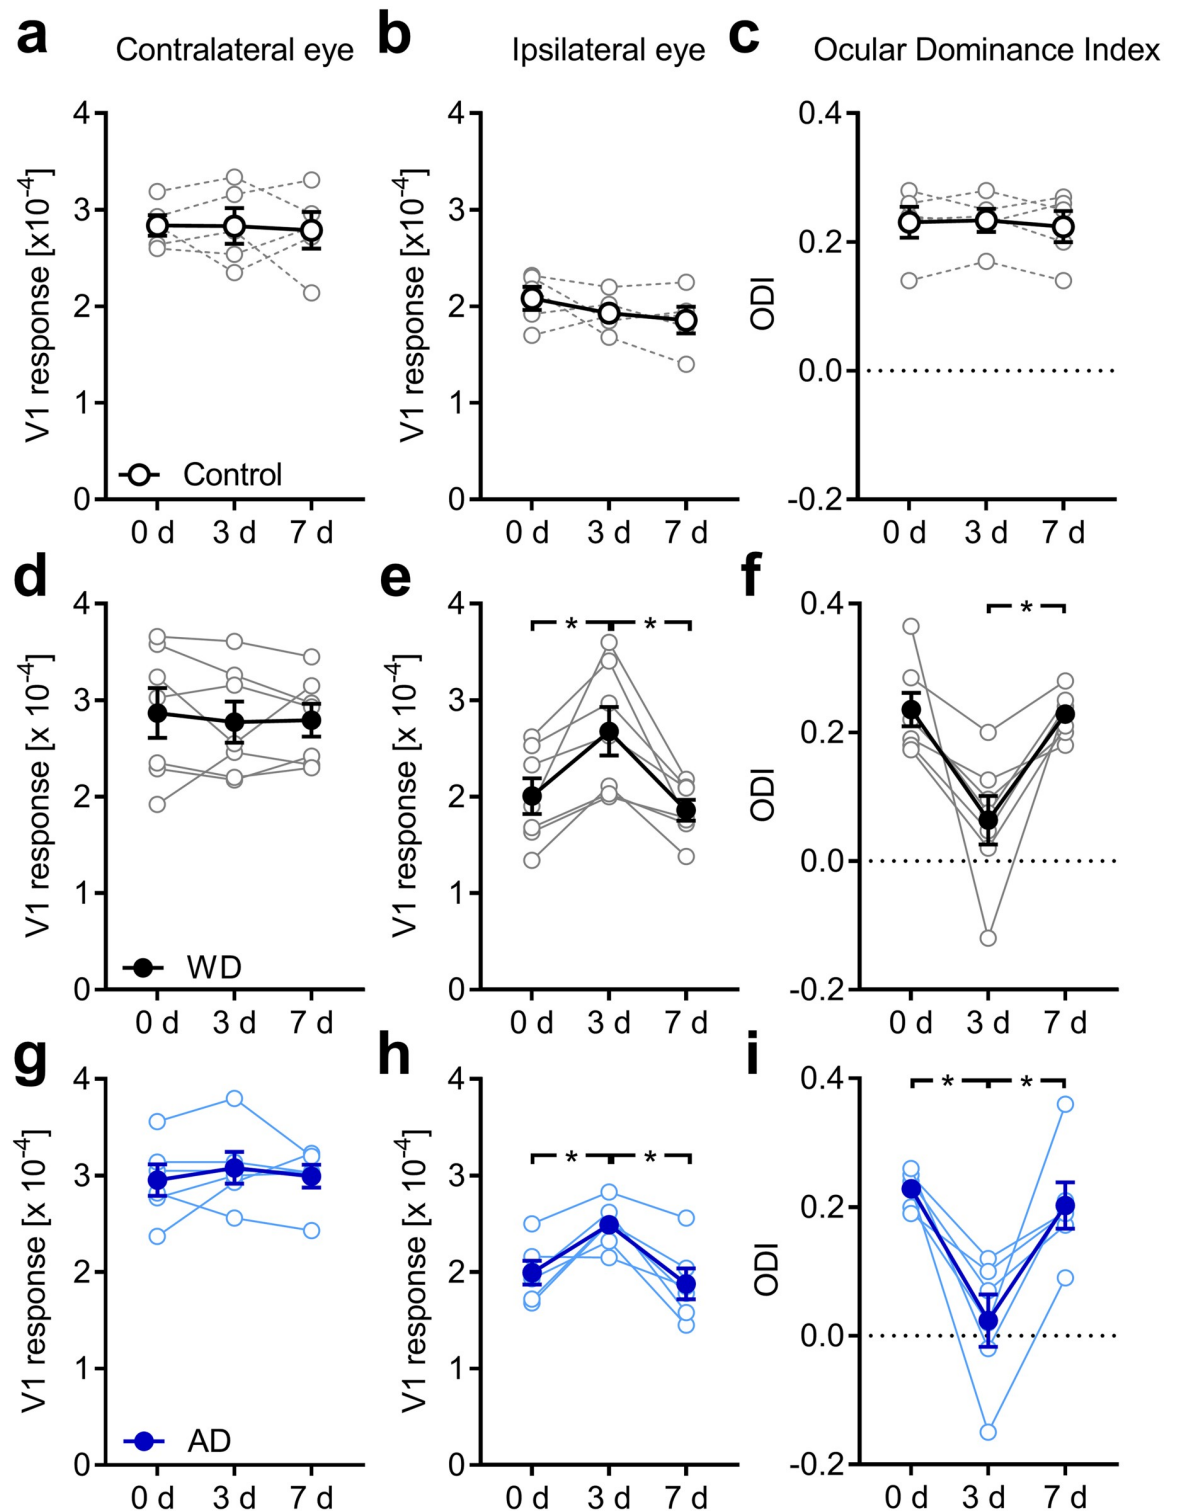 a Contralateral eye b Ipsilateral eye c Ocular Dominance Index
V1 response [x10-4]
4
3
2
1
0
Control
0 d 3 d 7 d
V1 response [x10-4]
4
3
2
1
0
0 d 3 d 7 d
ODI
0.4
0.2
0.0
-0.2
0 d 3 d 7 d
d
V1 response [x 10-4]
4
3
2
1
0
WD
0 d 3 d 7 d
e
V1 response [x 10-4]
4
3
2
1
0
* *
0 d 3 d 7 d
f
ODI
0.4
0.2
0.0
-0.2
*
0 d 3 d 7 d
g
V1 response [x 10-4]
4
3
2
1
0
AD
0 d 3 d 7 d
h
V1 response [x 10-4]
4
3
2
1
0
* *
0 d 3 d 7 d
i
ODI
0.4
0.2
0.0
-0.2
* *
0 d 3 d 7 d